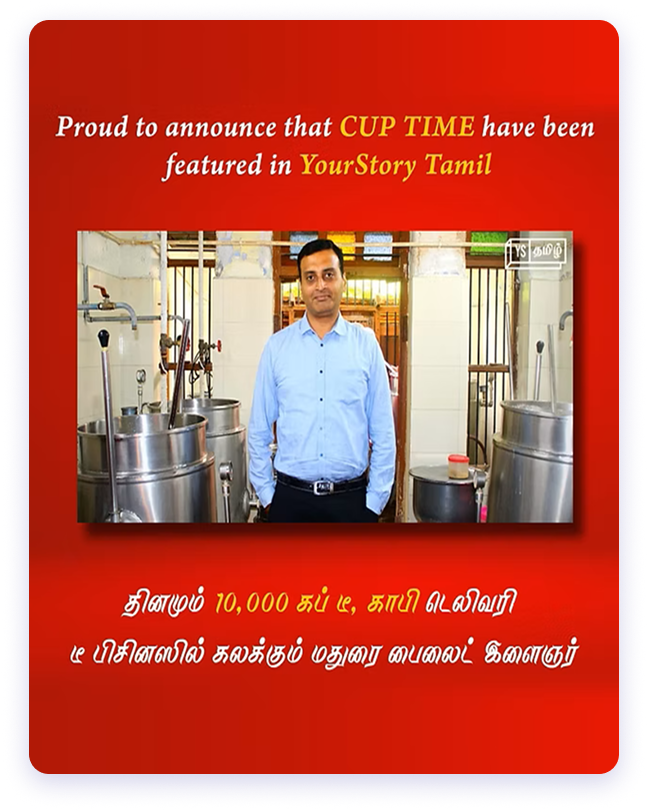 Proud to announce that CUP TIME have been
featured in YourStory Tamil
YS தமிழ்
தினமும் 10,000 கப் டீ, காபி டெலிவரி
டீ பிசினஸில் கலக்கும் மதுரை பைலைட் இளைஞர்